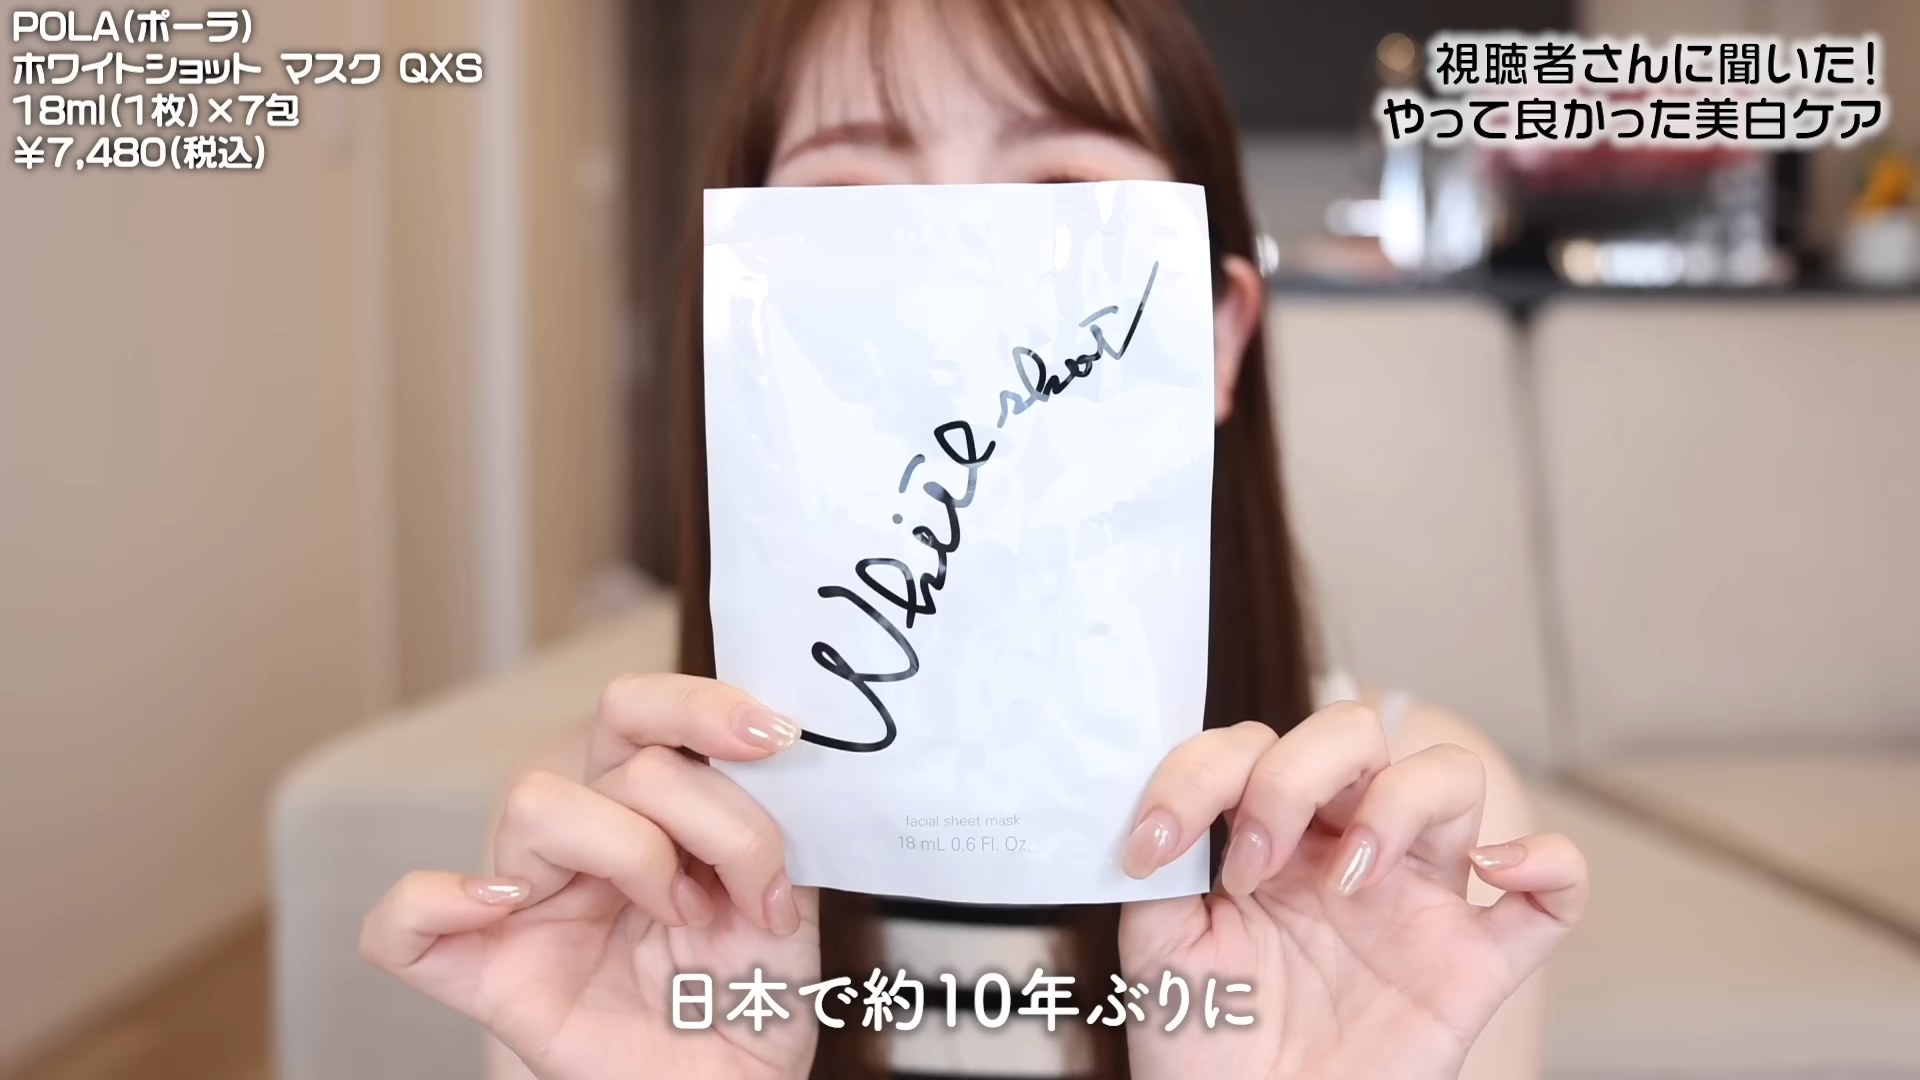 POLA(ポーラ)
ホワイトショット マスク QXS
18ml(1枚)×7包
￥7,480(税込)
視聴者さんに聞いた!
やって良かった美白ケア
White shot
facial sheet mask
18 mL 0.6 Fl. Oz.
日本で約10年ぶりに